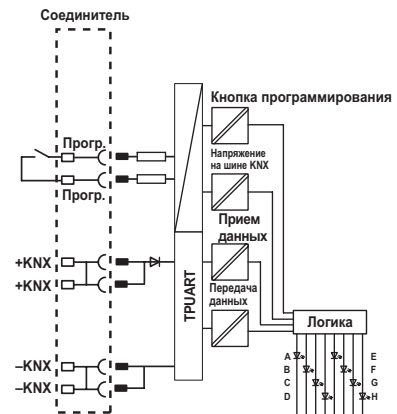 Соединитель
Кнопка программирования
Прогр.
Напряжение
на шине KNX
Прогр.
Прием
данных
+KNX
+KNX
TPUART
Передача
данных
Логика
–KNX
–KNX
A
E
B
F
C
G
D
H